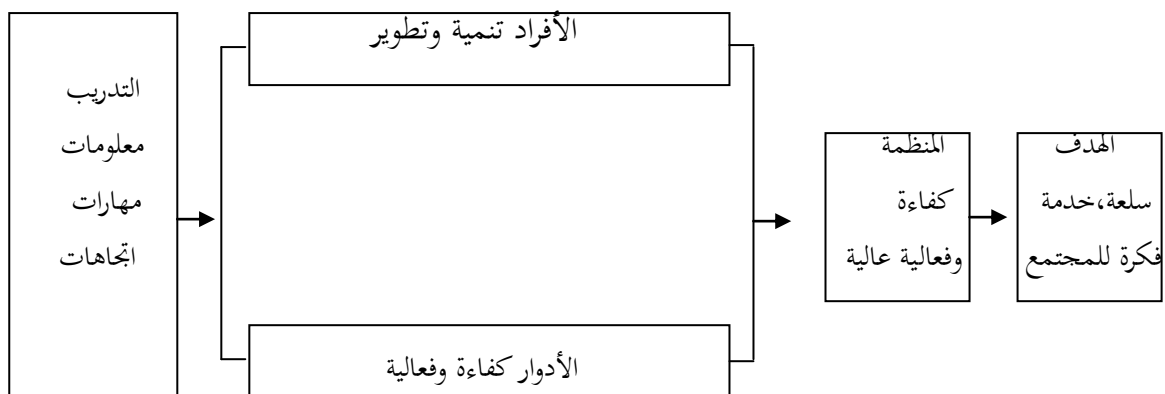 التدريب
معلومات
مهارات
اتجاهات
الأفراد تنمية وتطوير
الأدوار كفاءة وفعالية
المنظمة
كفاءة
وفعالية عالية
الهدف
سلعة،خدمة
فكرة للمجتمع